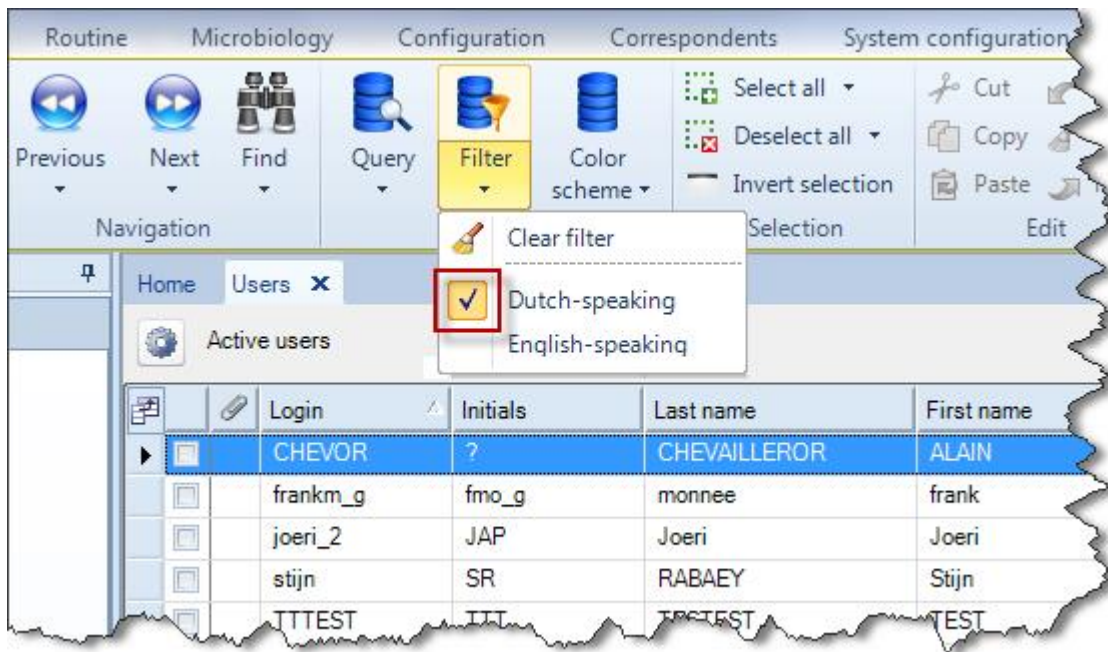 Routine Microbiology Configuration Correspondents System configuration
Previous Next Find Query Filter Color scheme
Select all
Deselect all
Invert selection
Cut
Copy
Paste
Navigation Selection Edit
Clear filter
Dutch-speaking
English-speaking
Home Users
Active users
Login Initials Last name First name
CHEVOR ? CHEVAILLEROR ALAIN
frankm_g fmo_g monnee frank
joeri_2 JAP Joeri Joeri
stijn SR RABAEY Stijn
TTTEST TTT TESTEST TEST